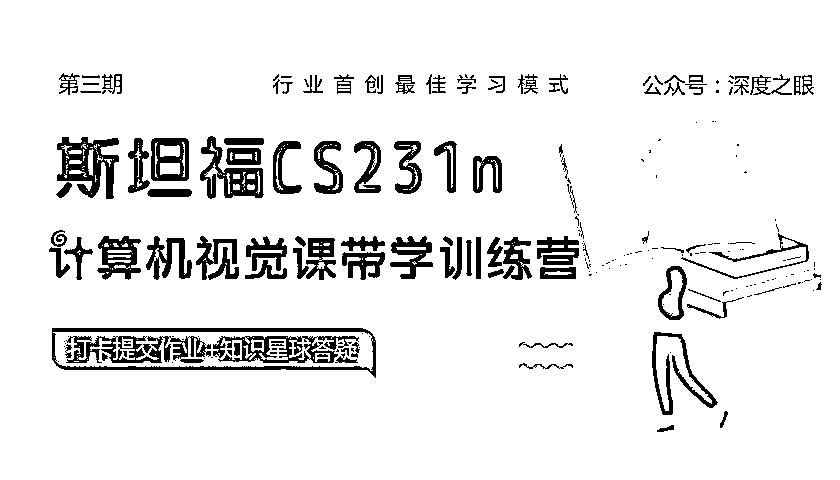 第三期
行业首创最佳学习模式
公众号：深度之眼
斯坦福CS231n
计算机视觉课带学训练营
打卡提交作业+知识星球答疑